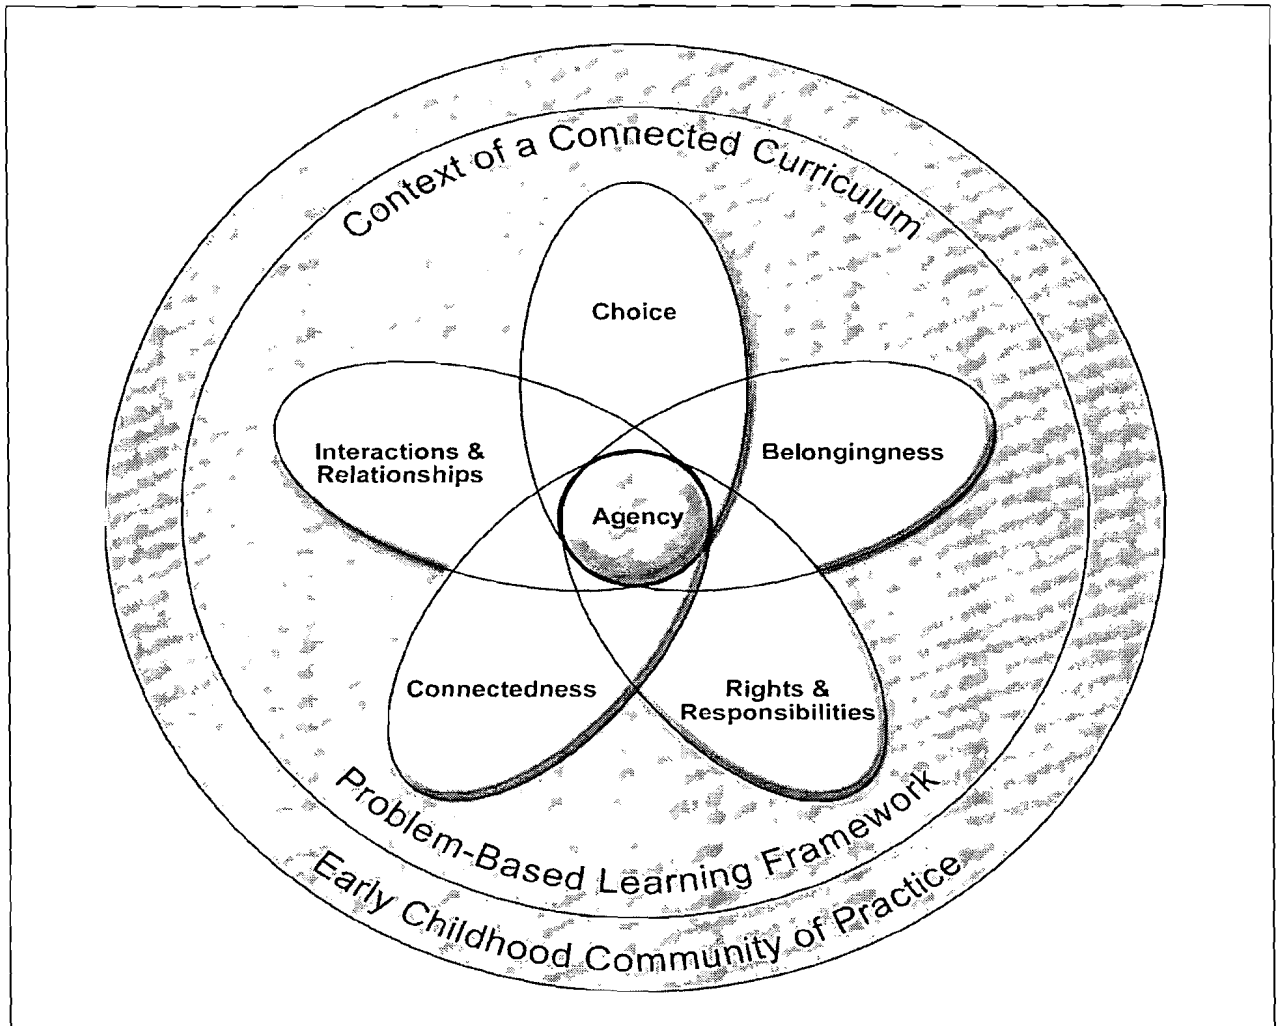 Context of a Connected Curriculum
Choice
Interactions &
Relationships
Belongingness
Agency
Connectedness
Rights &
Responsibilities
Problem-Based Learning Framework
Early Childhood Community of Practice